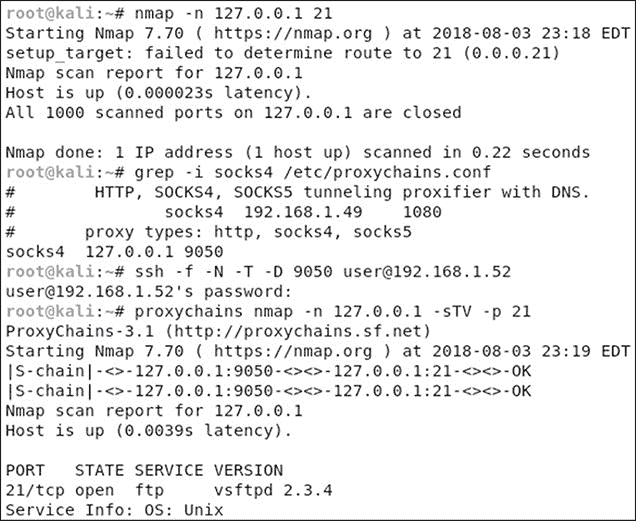 root@kali:~# nmap -n 127.0.0.1 21
Starting Nmap 7.70 ( https://nmap.org ) at 2018-08-03 23:18 EDT
setup_target: failed to determine route to 21 (0.0.0.21)
Nmap scan report for 127.0.0.1
Host is up (0.000023s latency).
All 1000 scanned ports on 127.0.0.1 are closed

Nmap done: 1 IP address (1 host up) scanned in 0.22 seconds
root@kali:~# grep -i socks4 /etc/proxychains.conf
#        HTTP, SOCKS4, SOCKS5 tunneling proxifier with DNS.
#               socks4  192.168.1.49    1080
#       proxy types: http, socks4, socks5
socks4  127.0.0.1 9050
root@kali:~# ssh -f -N -T -D 9050 user@192.168.1.52
user@192.168.1.52's password:
root@kali:~# proxychains nmap -n 127.0.0.1 -sTV -p 21
ProxyChains-3.1 (http://proxychains.sf.net)
Starting Nmap 7.70 ( https://nmap.org ) at 2018-08-03 23:19 EDT
|S-chain|-<>-127.0.0.1:9050-<><>-127.0.0.1:21-<><>-OK
|S-chain|-<>-127.0.0.1:9050-<><>-127.0.0.1:21-<><>-OK
Nmap scan report for 127.0.0.1
Host is up (0.0039s latency).

PORT   STATE SERVICE VERSION
21/tcp open  ftp     vsftpd 2.3.4
Service Info: OS: Unix